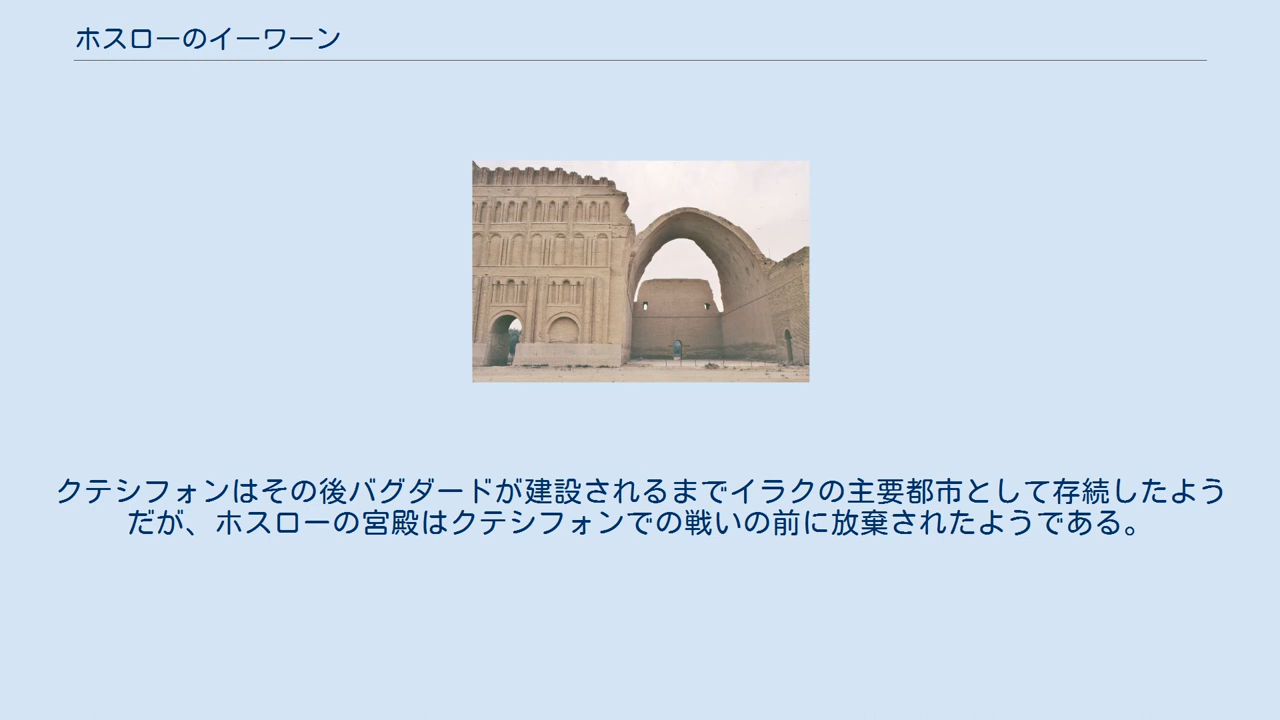 ホスローのイーワーン
クテシフォンはその後バグダードが建設されるまでイラクの主要都市として存続したよう
だが、ホスローの宮殿はクテシフォンでの戦いの前に放棄されたようである。